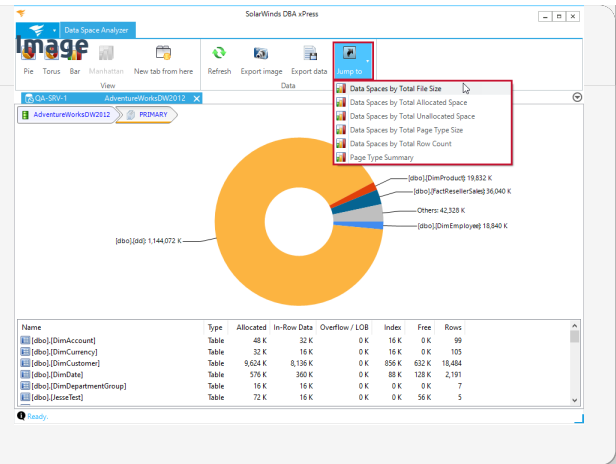 SolarWinds DBA xPress
Data Space Analyzer
Image
Pie Torus Bar Manhattan New tab from here Refresh Export image Export data Jump to
View Data
QA-SRV-1 AdventureWorksDW2012
AdventureWorksDW2012 PRIMARY
Data Spaces by Total File Size
Data Spaces by Total Allocated Space
Data Spaces by Total Unallocated Space
Data Spaces by Total Page Type Size
Data Spaces by Total Row Count
Page Type Summary
[dbo].[DimProduct]: 19,832 K
[dbo].[FactResellerSales]: 36,040 K
Others: 42,328 K
[dbo].[DimEmployee]: 18,840 K
[dbo].[dd]: 1,144,072 K
Name Type Allocated In-Row Data Overflow / LOB Index Free Rows
[dbo].[DimAccount] Table 48 K 32 K 0 K 16 K 0 K 99
[dbo].[DimCurrency] Table 32 K 16 K 0 K 16 K 0 K 105
[dbo].[DimCustomer] Table 9,624 K 8,136 K 0 K 856 K 632 K 18,484
[dbo].[DimDate] Table 576 K 360 K 0 K 88 K 128 K 2,191
[dbo].[DimDepartmentGroup] Table 16 K 16 K 0 K 0 K 0 K 7
[dbo].[JesseTest] Table 72 K 16 K 0 K 0 K 56 K 5
Ready.